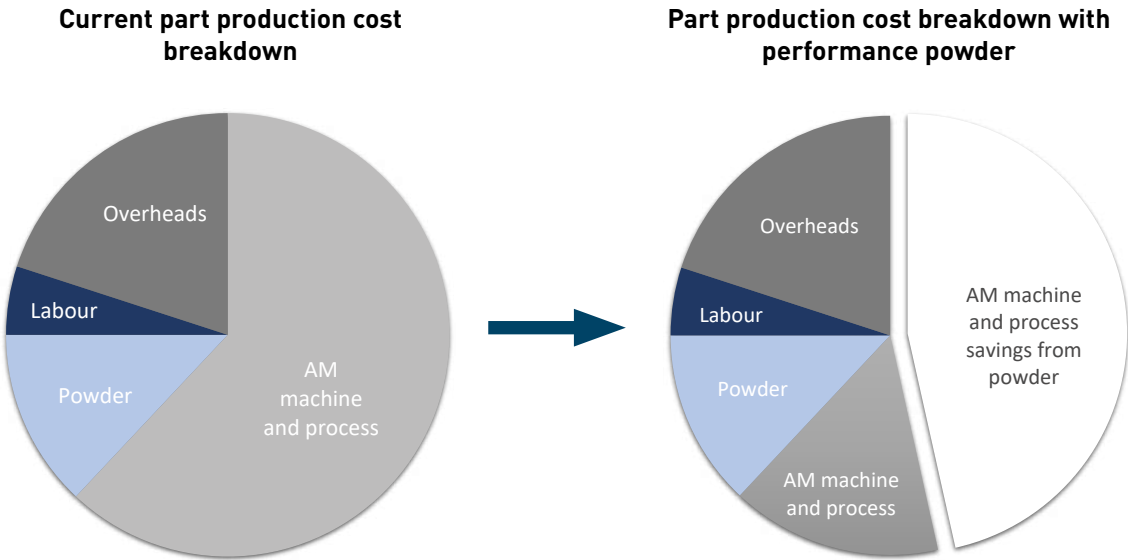 Current part production cost
breakdown
Overheads
Labour
Powder
AM
machine
and process
Part production cost breakdown with
performance powder
Overheads
Labour
Powder
AM machine
and process
AM machine
and process
savings from
powder